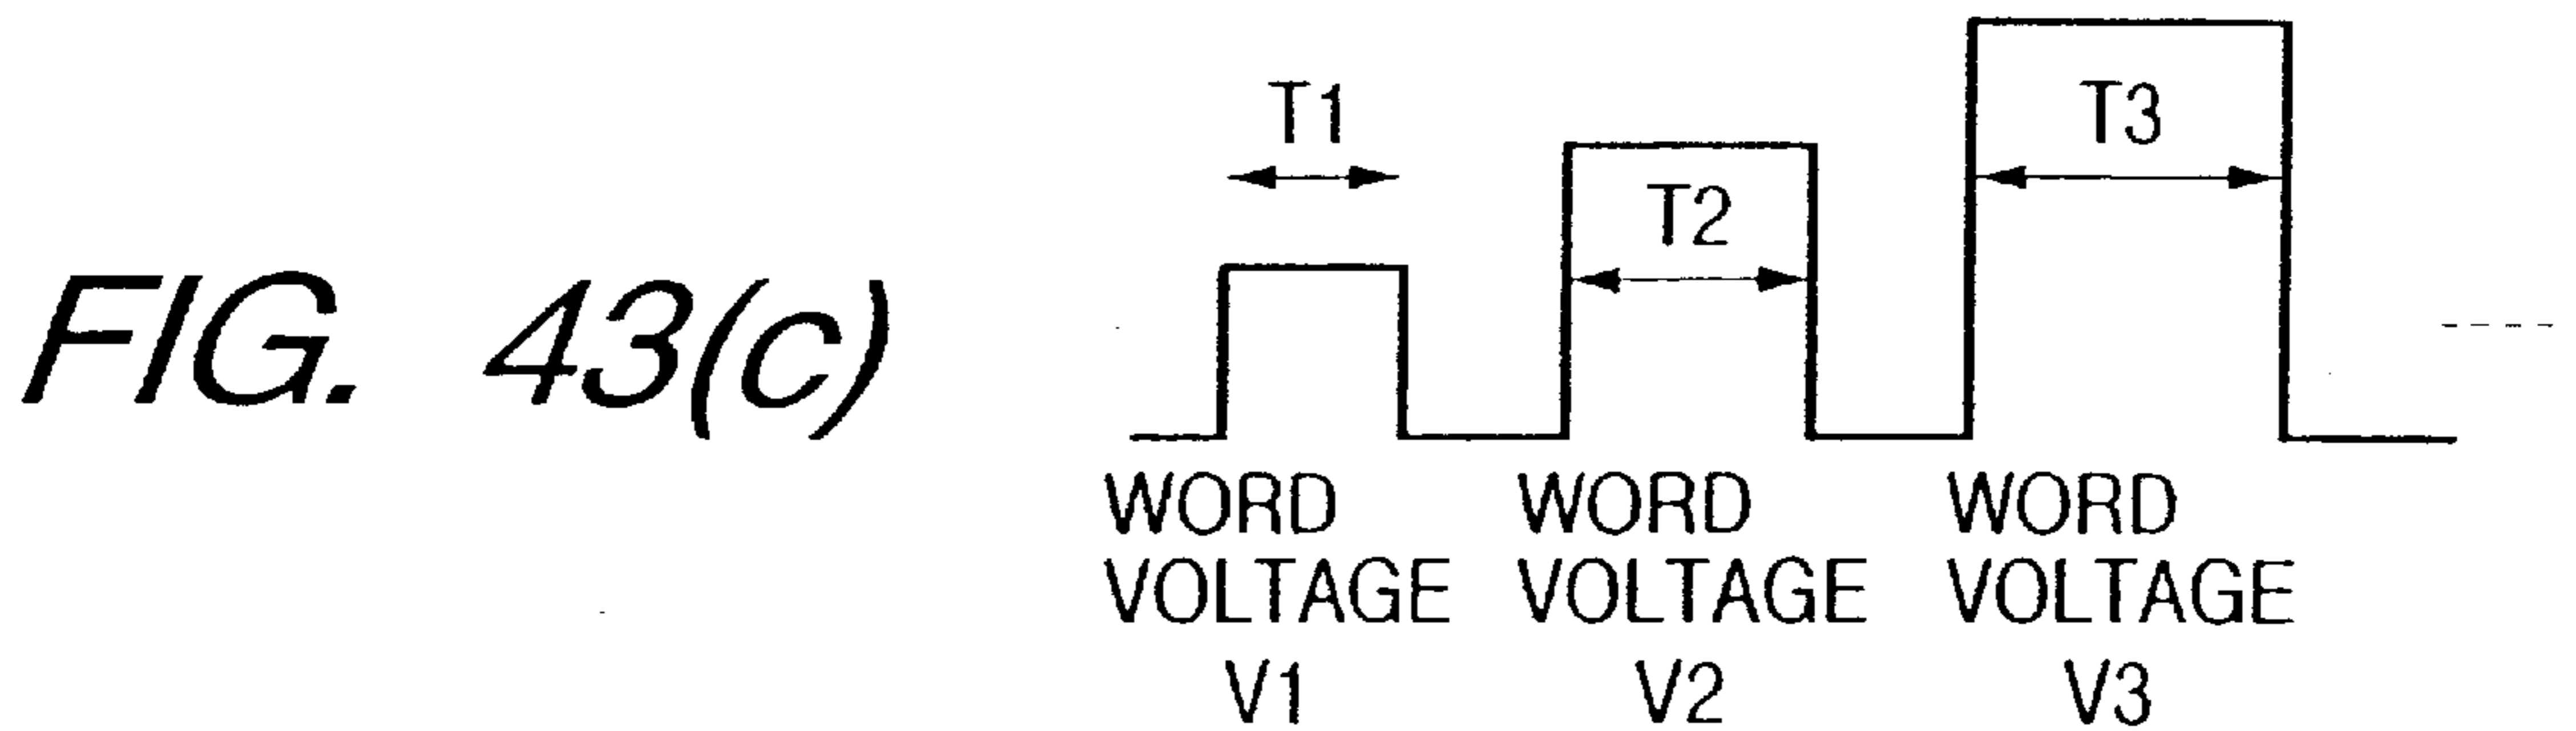 FIG. 43(c)
T1
T2
T3
WORD VOLTAGE V1
WORD VOLTAGE V2
WORD VOLTAGE V3